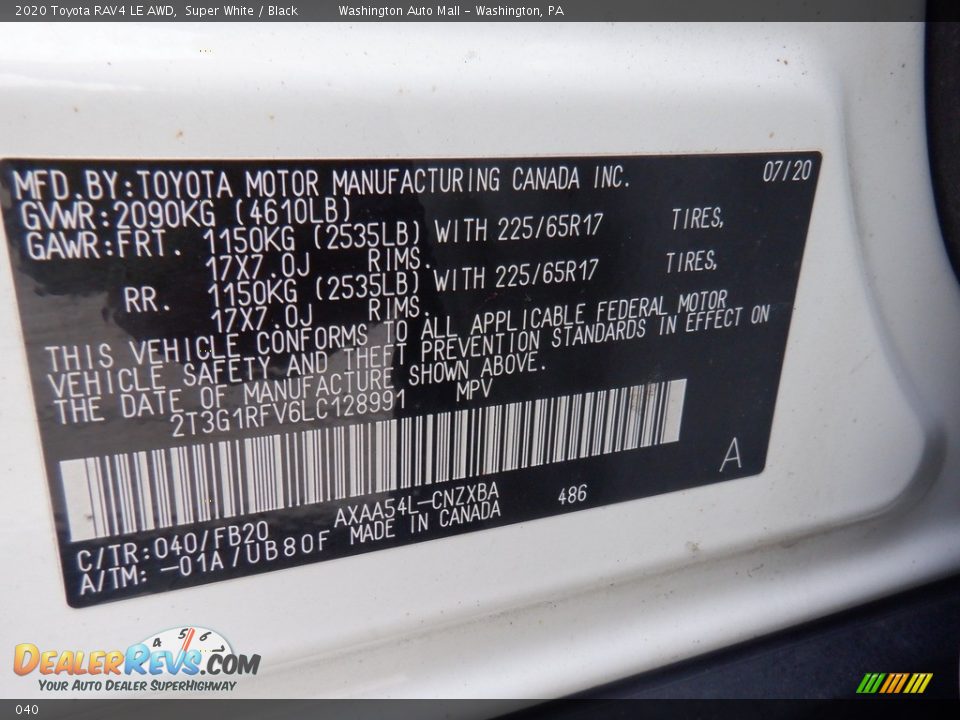 2020 Toyota RAV4 LE AWD, Super White / Black Washington Auto Mall - Washington, PA
MFD.BY:TOYOTA MOTOR MANUFACTURING CANADA INC. 07/20
GVWR:2090KG (4610LB)
GAWR:FRT. 1150KG (2535LB) WITH 225/65R17 TIRES,
17X7.0J RIMS.
RR. 1150KG (2535LB) WITH 225/65R17 TIRES,
17X7.0J RIMS.
THIS VEHICLE CONFORMS TO ALL APPLICABLE FEDERAL MOTOR
VEHICLE SAFETY AND THEFT PREVENTION STANDARDS IN EFFECT ON
THE DATE OF MANUFACTURE SHOWN ABOVE.
2T3G1RFV6LC128991 MPV
A
AXAA54L-CNZXBA 486
C/TR:040/FB20 MADE IN CANADA
A/TM: -01A/UB80F
4 5 6
DealerRevs.com
Your Auto Dealer SuperHighway
040